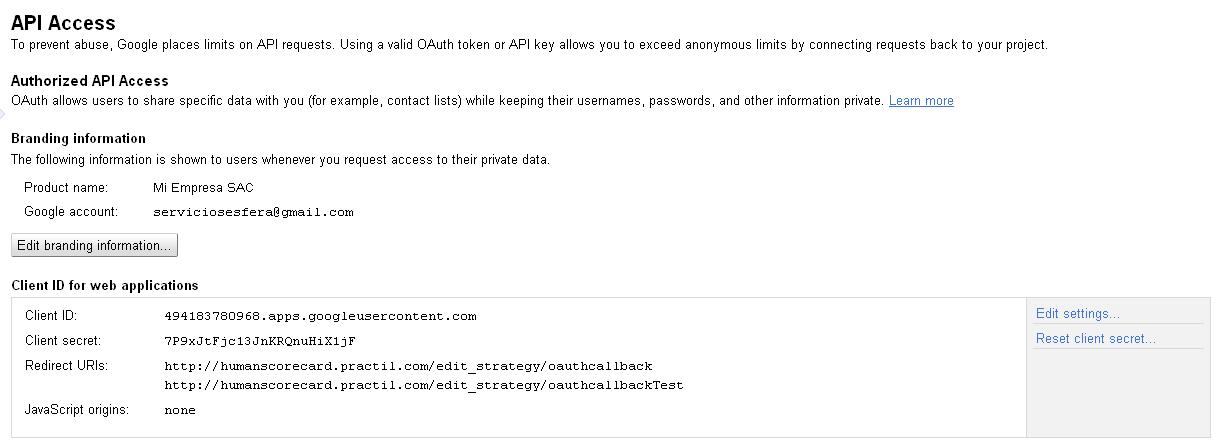 API Access
To prevent abuse, Google places limits on API requests. Using a valid OAuth token or API key allows you to exceed anonymous limits by connecting requests back to your project.
Authorized API Access
OAuth allows users to share specific data with you (for example, contact lists) while keeping their usernames, passwords, and other information private. Learn more
Branding information
The following information is shown to users whenever you request access to their private data.
Product name: Mi Empresa SAC
Google account: serviciosesfera@gmail.com
Edit branding information...
Client ID for web applications
Client ID: 494183780968.apps.googleusercontent.com
Edit settings...
Client secret: 7P9xJtFjc13JnKRQnuHiX1jF
Reset client secret...
Redirect URIs: http://humanscorecard.practil.com/edit_strategy/oauthcallback
http://humanscorecard.practil.com/edit_strategy/oauthcallbackTest
JavaScript origins: none